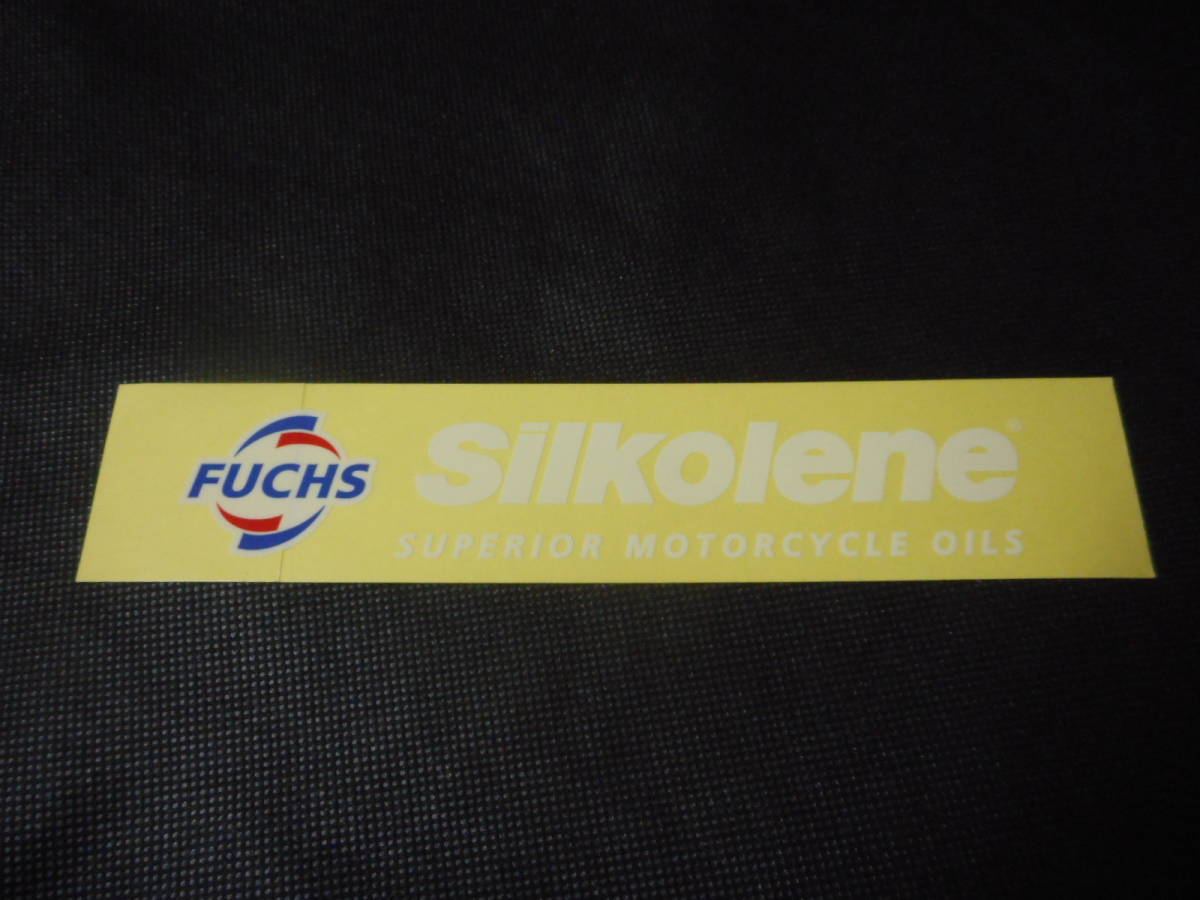 FUCHS
Silkolene®
SUPERIOR MOTORCYCLE OILS